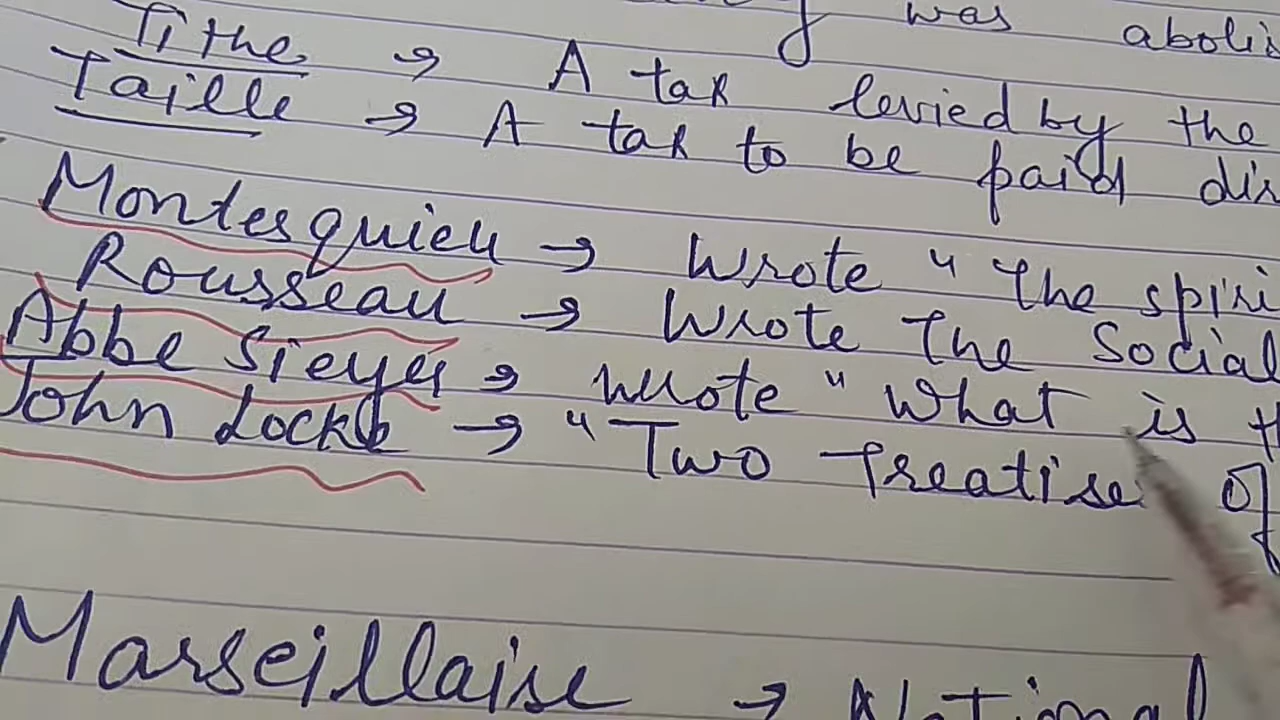 was abolis
Tithe → A tax levied by the
Taille → A tax to be paid dir
Montesquieu → Wrote "The spiri
Rousseau → Wrote The Social
Abbe Sieyes → wrote "What is th
John Locke → "Two Treatise of
Marseillaise → National